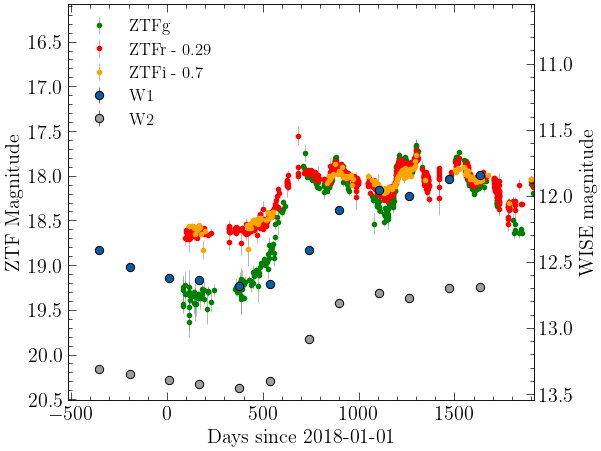 ZTFg
ZTFr - 0.29
ZTFi - 0.7
W1
W2
16.5
17.0
17.5
18.0
18.5
19.0
19.5
20.0
20.5
ZTF Magnitude
11.0
11.5
12.0
12.5
13.0
13.5
WISE magnitude
−500
0
500
1000
1500
Days since 2018-01-01